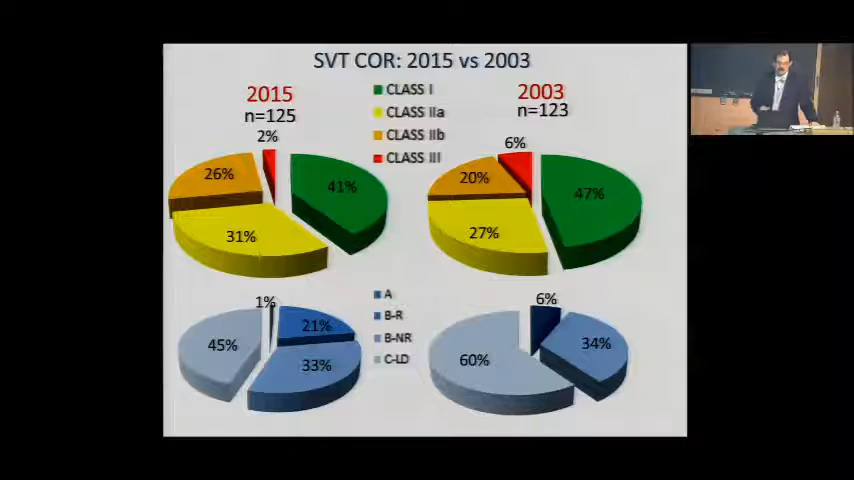 SVT COR: 2015 vs 2003
2015
n=125
CLASS I
CLASS IIa
CLASS IIb
CLASS III
2003
n=123
2%
26%
41%
31%
6%
20%
47%
27%
1%
21%
45%
33%
A
B-R
B-NR
C-LD
6%
34%
60%